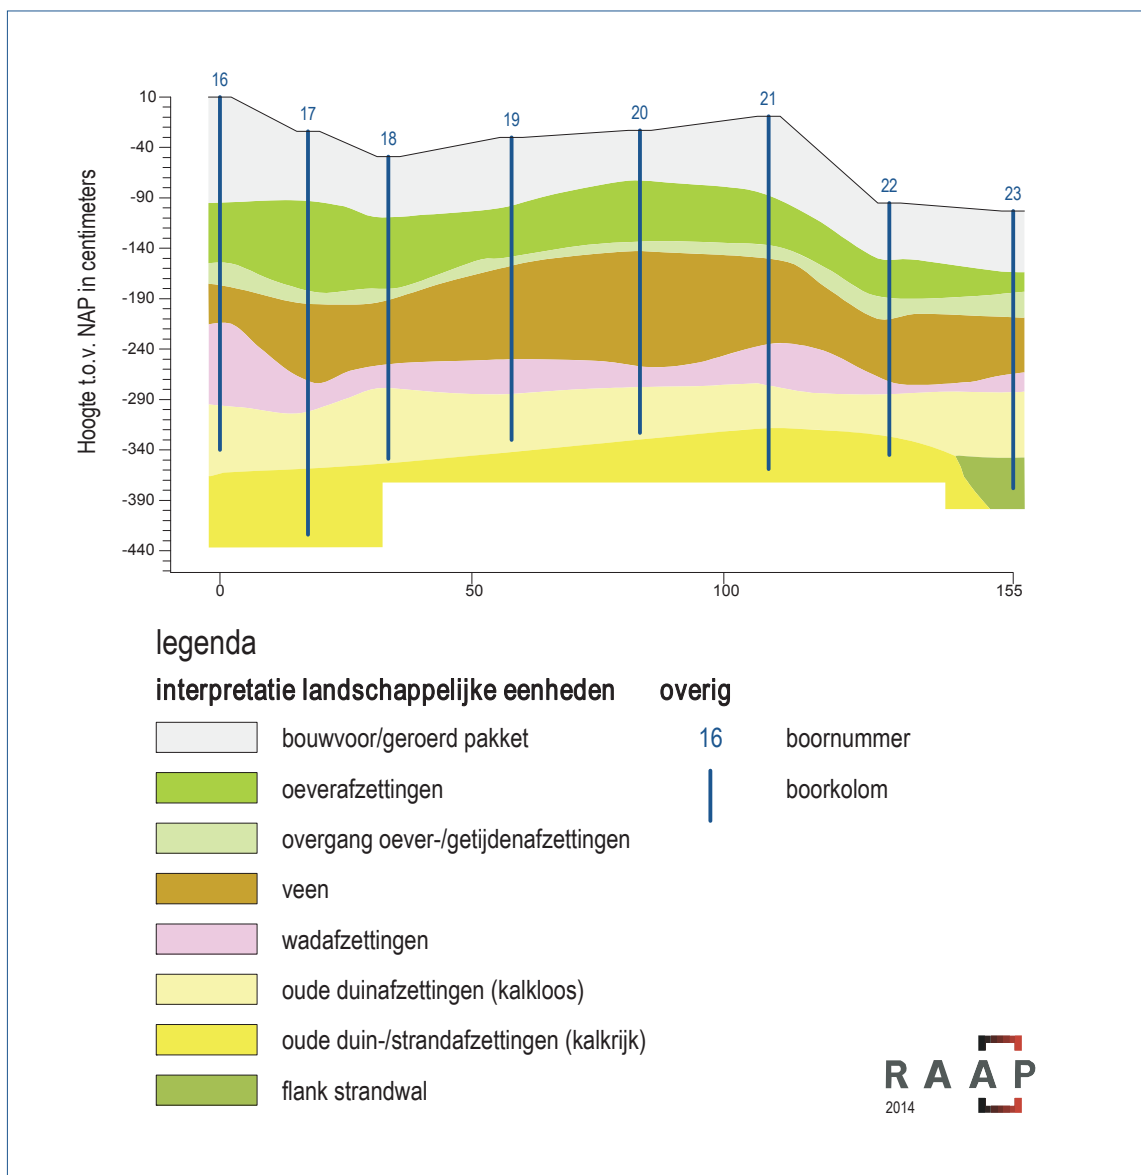 16
17
18
19
20
21
22
23
Hoogte t.o.v. NAP in centimeters
10
-40
-90
-140
-190
-240
-290
-340
-390
-440
0 50 100 155
legenda
interpretatie landschappelijke eenheden overig
bouwvoor/geroerd pakket 16 boornummer
oeverafzettingen boorkolom
overgang oever-/getijdenafzettingen
veen
wadafzettingen
oude duinafzettingen (kalkloos)
oude duin-/strandafzettingen (kalkrijk)
flank strandwal
RAAP
2014